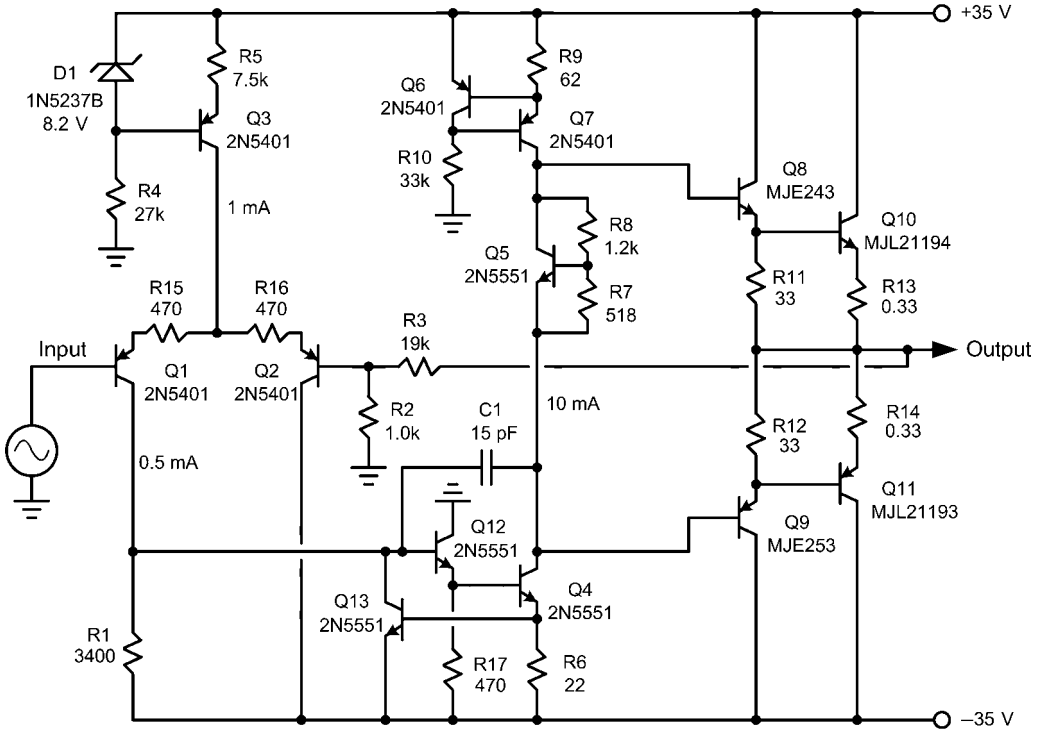 +35 V
D1
1N5237B
8.2 V
R5
7.5k
Q3
2N5401
R4
27k
1 mA
Q6
2N5401
R9
62
Q7
2N5401
R10
33k
Q8
MJE243
Q10
MJL21194
R8
1.2k
Q5
2N5551
R7
518
R11
33
R13
0.33
R15
470
R16
470
R3
19k
Input
Output
Q1
2N5401
Q2
2N5401
R2
1.0k
C1
15 pF
10 mA
R12
33
R14
0.33
0.5 mA
Q12
2N5551
Q9
MJE253
Q11
MJL21193
Q13
2N5551
Q4
2N5551
R1
3400
R17
470
R6
22
–35 V